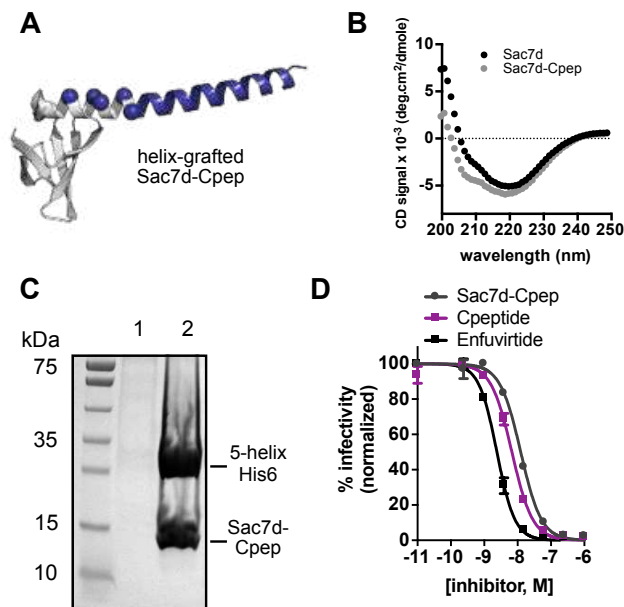 A
helix-grafted
Sac7d-Cpep
B
CD signal x 10-3 (deg.cm2/dmole)
10
5
0
-5
200 210 220 230 240 250
wavelength (nm)
Sac7d
Sac7d-Cpep
C
kDa
1 2
75
35
15
10
5-helix
His6
Sac7d-
Cpep
D
Sac7d-Cpep
Cpeptide
Enfuvirtide
% infectivity
(normalized)
100
80
60
40
20
0
-11 -10 -9 -8 -7 -6
[inhibitor, M]